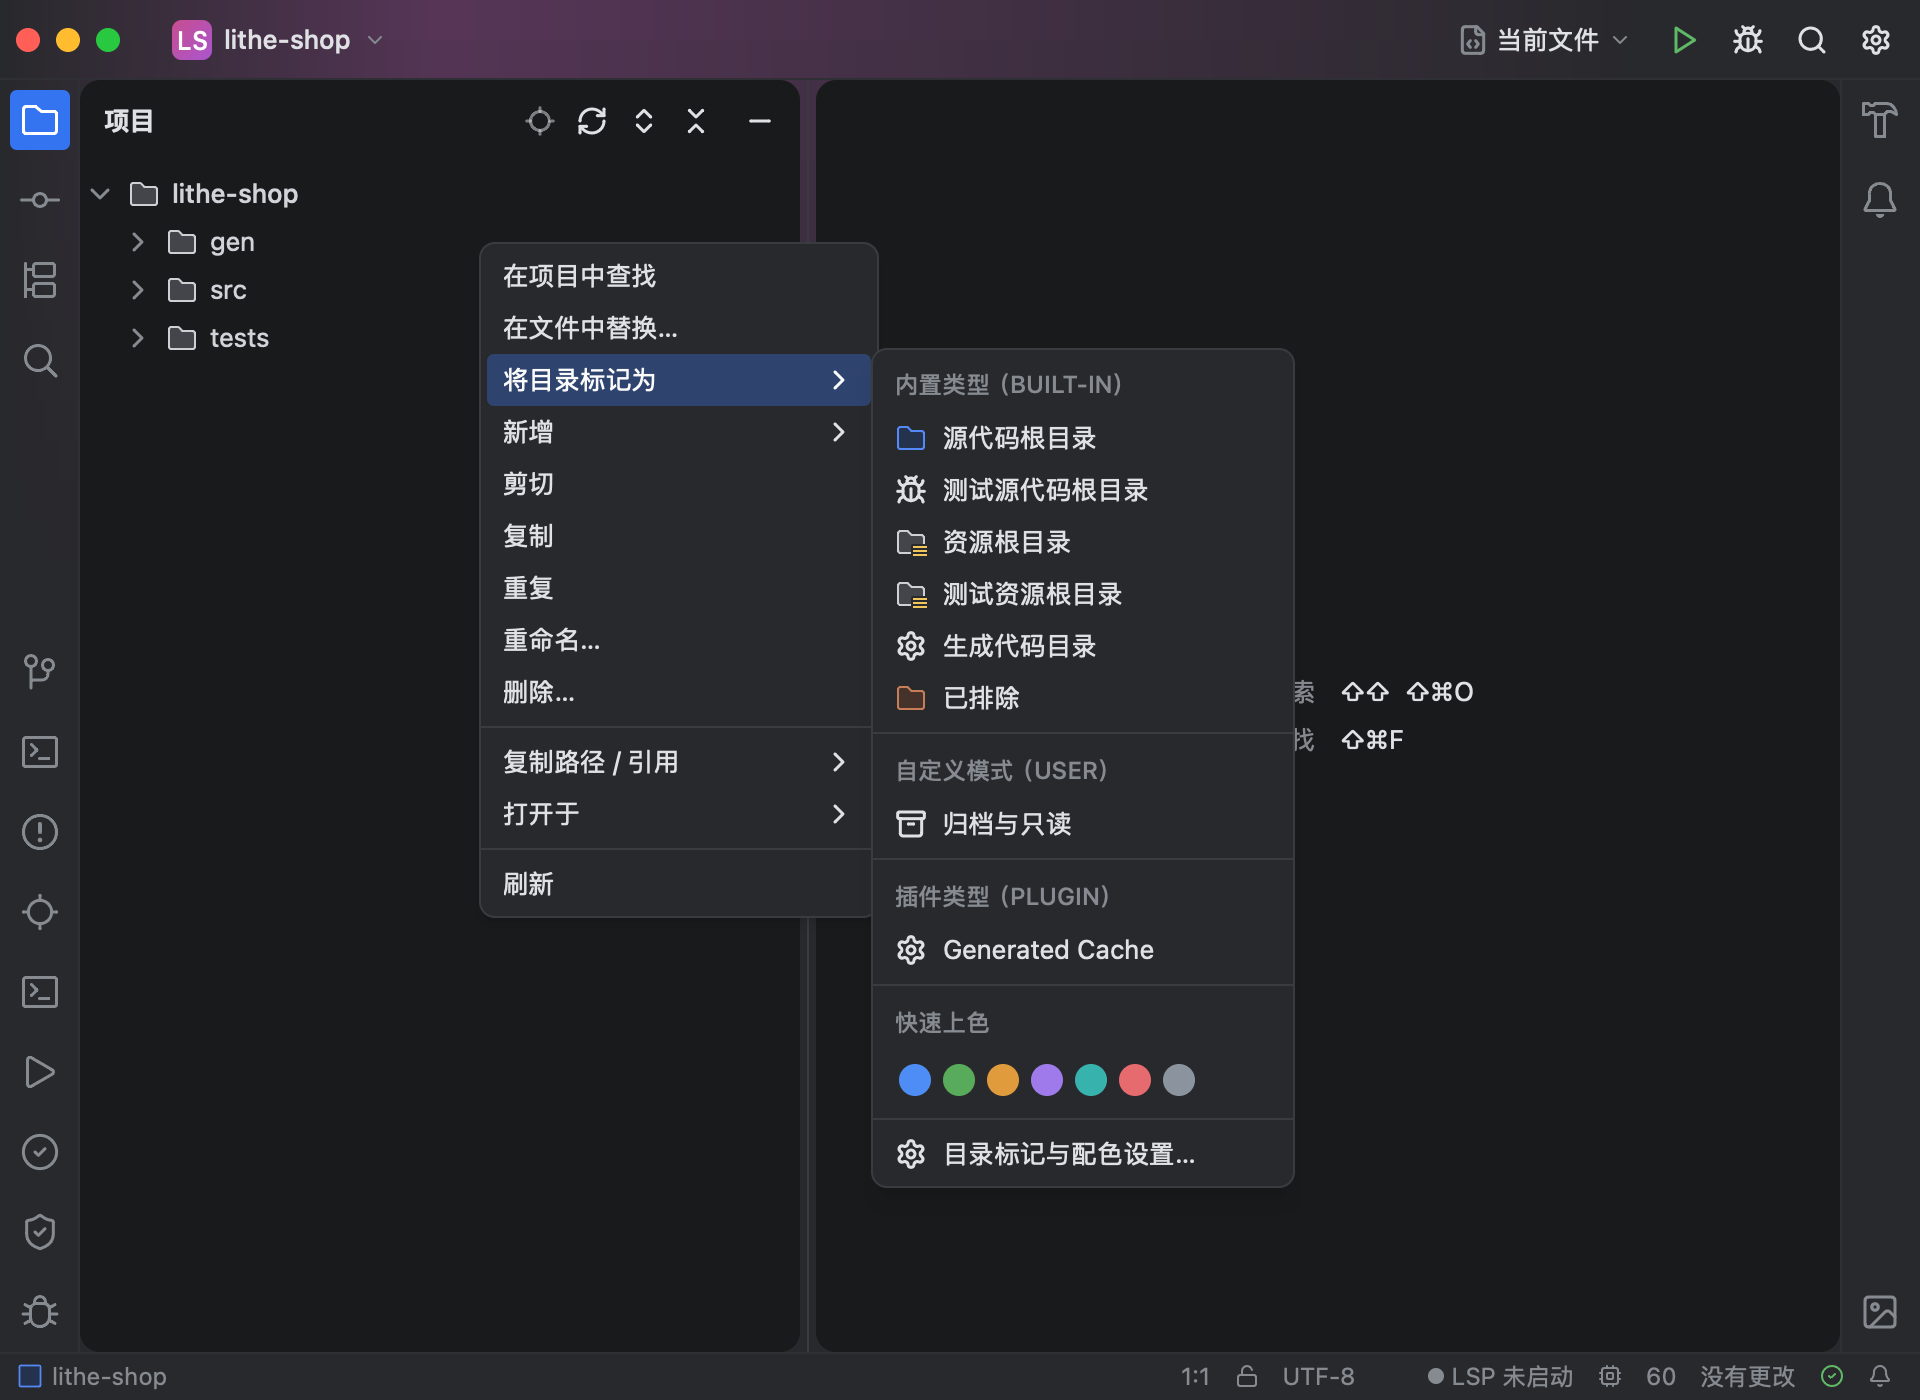 LS lithe-shop
当前文件
项目
lithe-shop
gen
src
tests
在项目中查找
在文件中替换...
将目录标记为
新增
剪切
复制
重复
重命名...
删除...
复制路径 / 引用
打开于
刷新
内置类型（BUILT-IN）
源代码根目录
测试源代码根目录
资源根目录
测试资源根目录
生成代码目录
已排除
自定义模式（USER）
归档与只读
插件类型（PLUGIN）
Generated Cache
快速上色
目录标记与配色设置...
索 ⇧⇧ ⇧⌘O
找 ⇧⌘F
lithe-shop
1:1 UTF-8 LSP 未启动 60 没有更改